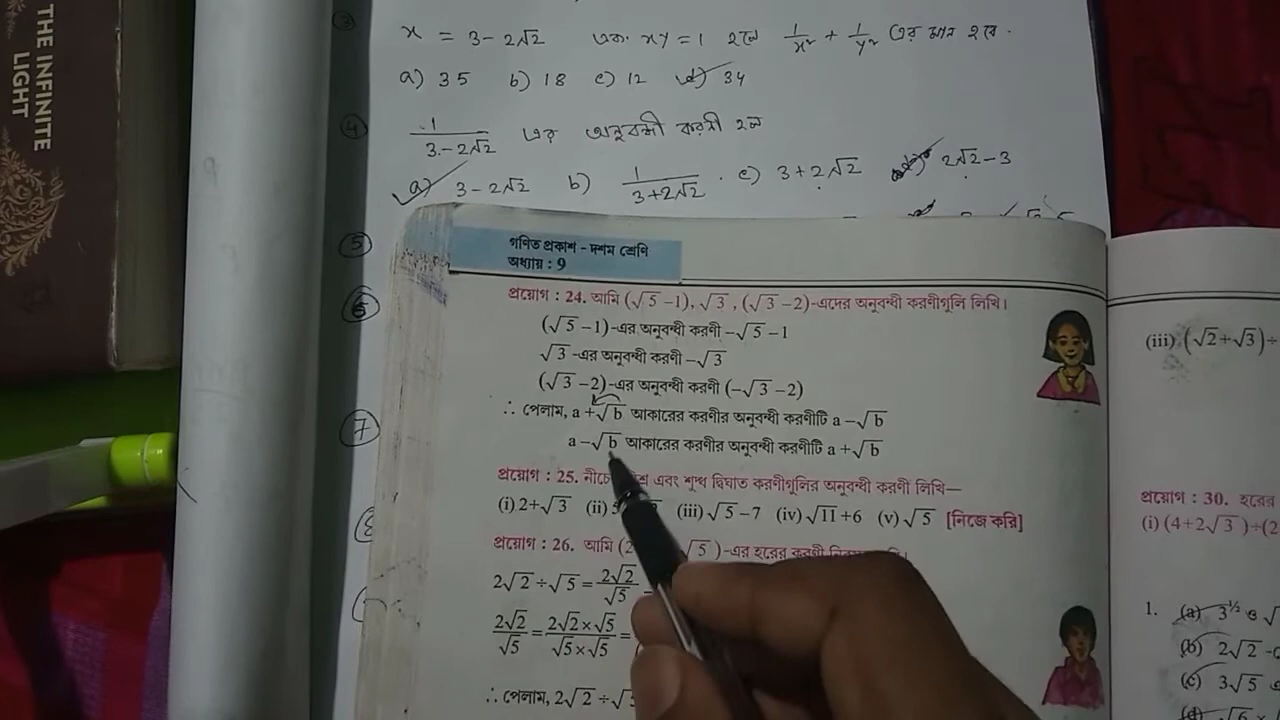 THE INFINITE
LIGHT
③ x = 3 - 2√2 এবং xy = 1 হলে 1/x² + 1/y² এর মান হবে.
a) 35 b) 18 c) 12 d) 34
④ 1/(3-2√2) এর অনুবন্ধী করণী হল
a) 3-2√2 b) 1/(3+2√2) . c) 3+2√2 2√2-3
⑤
⑥
⑦
গণিত প্রকাশ - দশম শ্রেণি
অধ্যায় : 9
প্রয়োগ : 24. আমি (√5 -1), √3 , (√3 -2)-এদের অনুবন্ধী করণীগুলি লিখি।
(√5 -1)-এর অনুবন্ধী করণী -√5 -1
√3 -এর অনুবন্ধী করণী -√3
(√3 -2)-এর অনুবন্ধী করণী (-√3 -2)
∴ পেলাম, a +√b আকারের করণীর অনুবন্ধী করণীটি a -√b
a -√b আকারের করণীর অনুবন্ধী করণীটি a +√b
প্রয়োগ : 25. এবং শুদ্ধ দ্বিঘাত করণীগুলির অনুবন্ধী করণী লিখি—
(i) 2+√3 (ii) (iii) √5 -7 (iv) √11 +6 (v) √5 [নিজে করি]
প্রয়োগ : 26. আমি √5 )-এর হরের
2√2 ÷ √5 = 2√2/√5
2√2/√5 = 2√2 × √5/√5 × √5 =
∴ পেলাম, 2√2 ÷
(iii) (√2+√3) ÷
প্রয়োগ : 30. হরের
(i) (4+2√3) ÷ (2
1. (a) 3^½ ও √
(b) 2√2
(c) 3√5
(d) √6